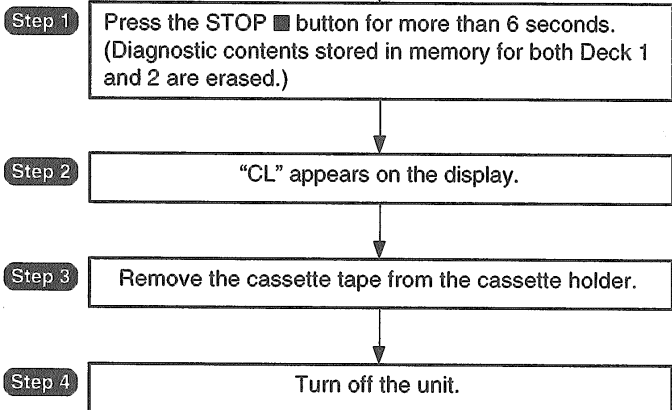 Step 1
Press the STOP ■ button for more than 6 seconds.
(Diagnostic contents stored in memory for both Deck 1
and 2 are erased.)
Step 2
“CL” appears on the display.
Step 3
Remove the cassette tape from the cassette holder.
Step 4
Turn off the unit.